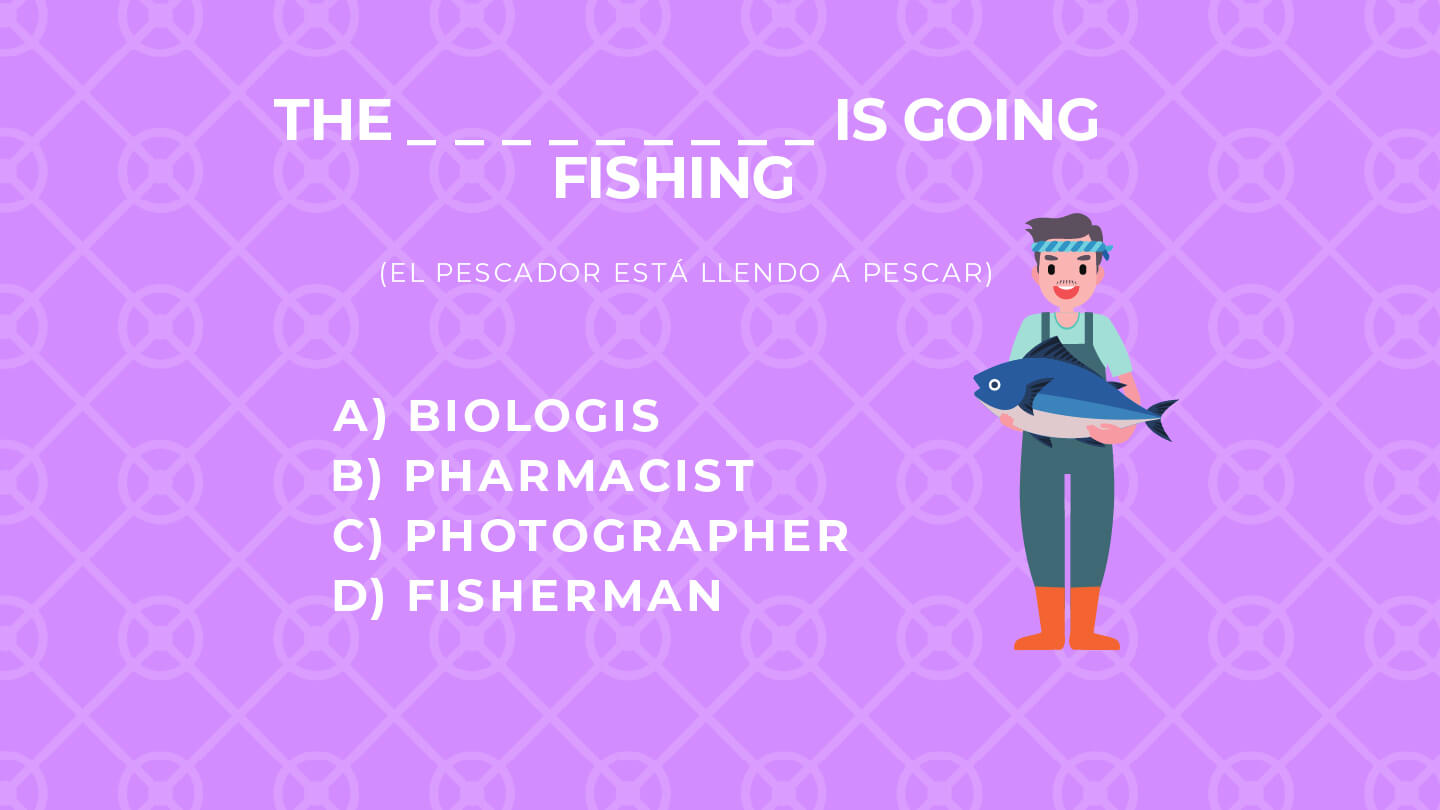 THE _ _ _ _ _ _ _ _ _ IS GOING
FISHING
(EL PESCADOR ESTÁ LLENDO A PESCAR)
A) BIOLOGIS
B) PHARMACIST
C) PHOTOGRAPHER
D) FISHERMAN